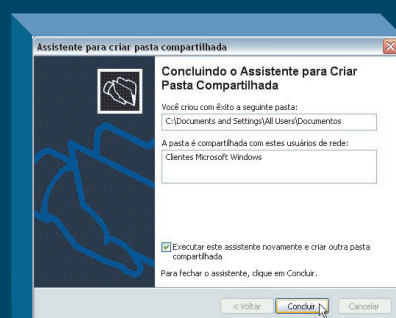 Assistente para criar pasta compartilhada
Concluindo o Assistente para Criar
Pasta Compartilhada
Você criou com êxito a seguinte pasta:
C:\Documents and Settings\All Users\Documentos
A pasta é compartilhada com estes usuários de rede:
Clientes Microsoft Windows
Executar este assistente novamente e criar outra pasta
compartilhada
Para fechar o assistente, clique em Concluir.
< Voltar Concluir Cancelar